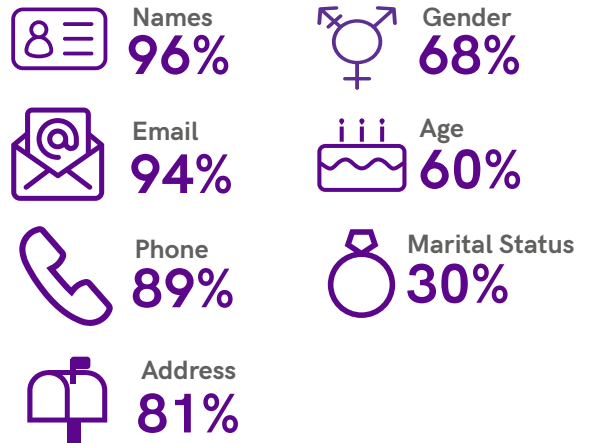 Names
96%
Email
94%
Phone
89%
Address
81%
Gender
68%
Age
60%
Marital Status
30%